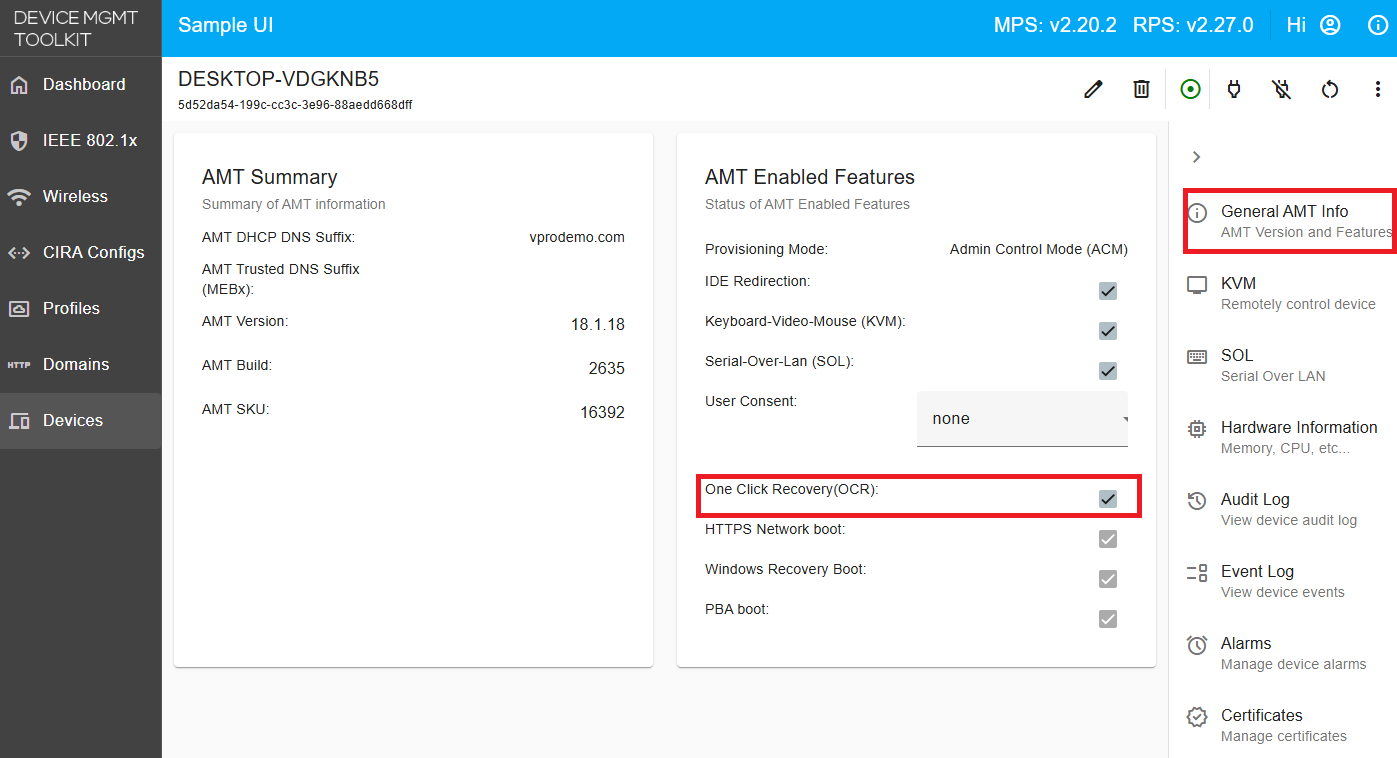 DEVICE MGMT
TOOLKIT
Sample UI
MPS: v2.20.2 RPS: v2.27.0 Hi
Dashboard
IEEE 802.1x
Wireless
CIRA Configs
Profiles
HTTP Domains
Devices
DESKTOP-VDGKNB5
5d52da54-199c-cc3c-3e96-88aedd668dff
AMT Summary
Summary of AMT information
AMT DHCP DNS Suffix: vprodemo.com
AMT Trusted DNS Suffix
(MEBx):
AMT Version: 18.1.18
AMT Build: 2635
AMT SKU: 16392
AMT Enabled Features
Status of AMT Enabled Features
Provisioning Mode: Admin Control Mode (ACM)
IDE Redirection:
Keyboard-Video-Mouse (KVM):
Serial-Over-Lan (SOL):
User Consent:
none
One Click Recovery(OCR):
HTTPS Network boot:
Windows Recovery Boot:
PBA boot:
General AMT Info
AMT Version and Features
KVM
Remotely control device
SOL
Serial Over LAN
Hardware Information
Memory, CPU, etc...
Audit Log
View device audit log
Event Log
View device events
Alarms
Manage device alarms
Certificates
Manage certificates